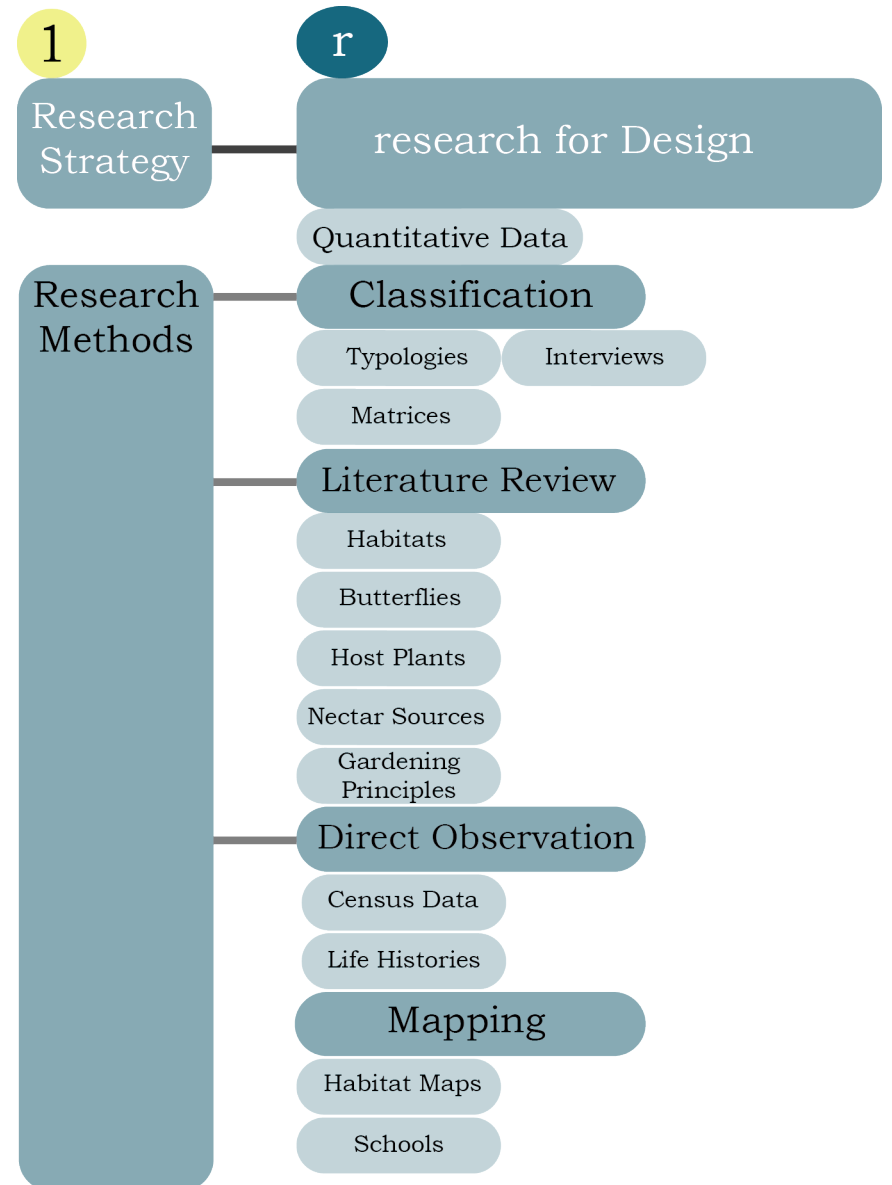 1
r
Research
Strategy
research for Design
Quantitative Data
Research
Methods
Classification
Typologies
Interviews
Matrices
Literature Review
Habitats
Butterflies
Host Plants
Nectar Sources
Gardening
Principles
Direct Observation
Census Data
Life Histories
Mapping
Habitat Maps
Schools